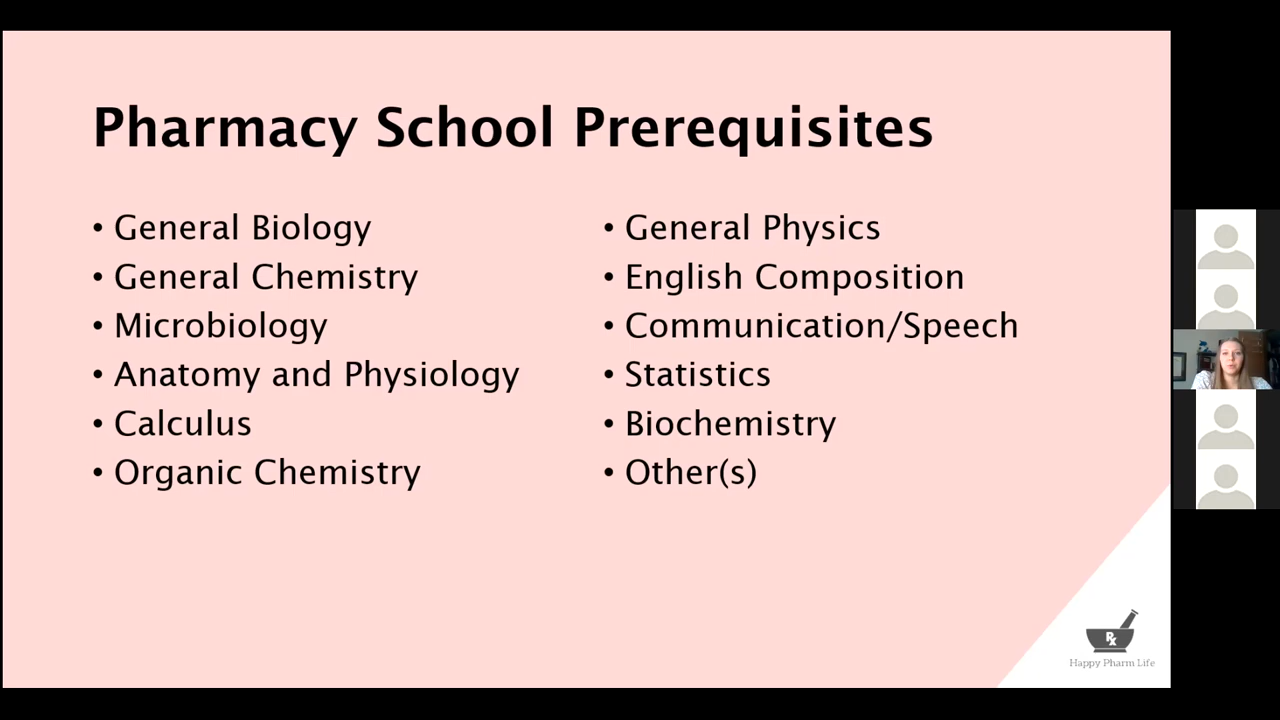 Pharmacy School Prerequisites
• General Biology
• General Chemistry
• Microbiology
• Anatomy and Physiology
• Calculus
• Organic Chemistry
• General Physics
• English Composition
• Communication/Speech
• Statistics
• Biochemistry
• Other(s)
Rx
Happy Pharm Life